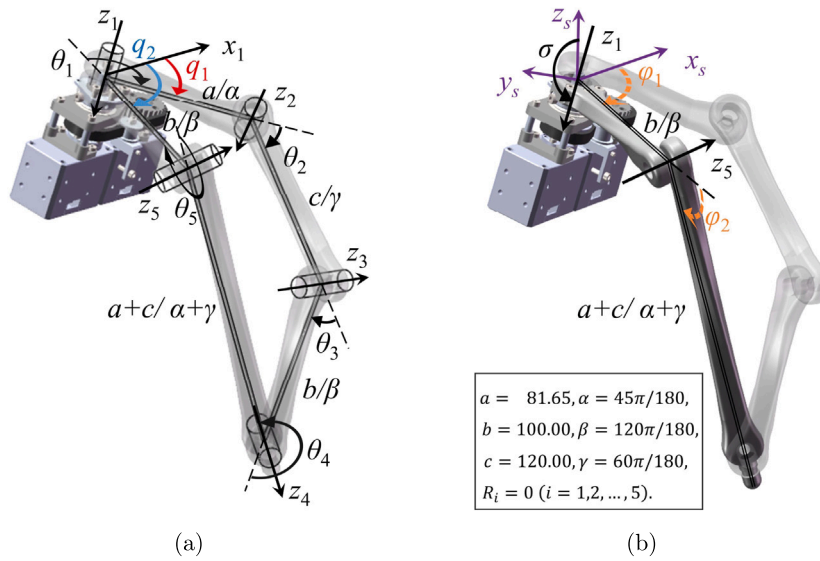 z₁
x₁
θ₁
q₂
q₁
a/α
z₂
b/β
θ₂
z₅
θ₅
c/γ
z₃
a+c/ α+γ
θ₃
b/β
θ₄
z₄
(a)
zₛ
z₁
σ
xₛ
yₛ
φ₁
b/β
z₅
φ₂
a+c/ α+γ
a = 81.65, α = 45π/180,
b = 100.00, β = 120π/180,
c = 120.00, γ = 60π/180,
Rᵢ = 0 (i = 1,2, …, 5).
(b)